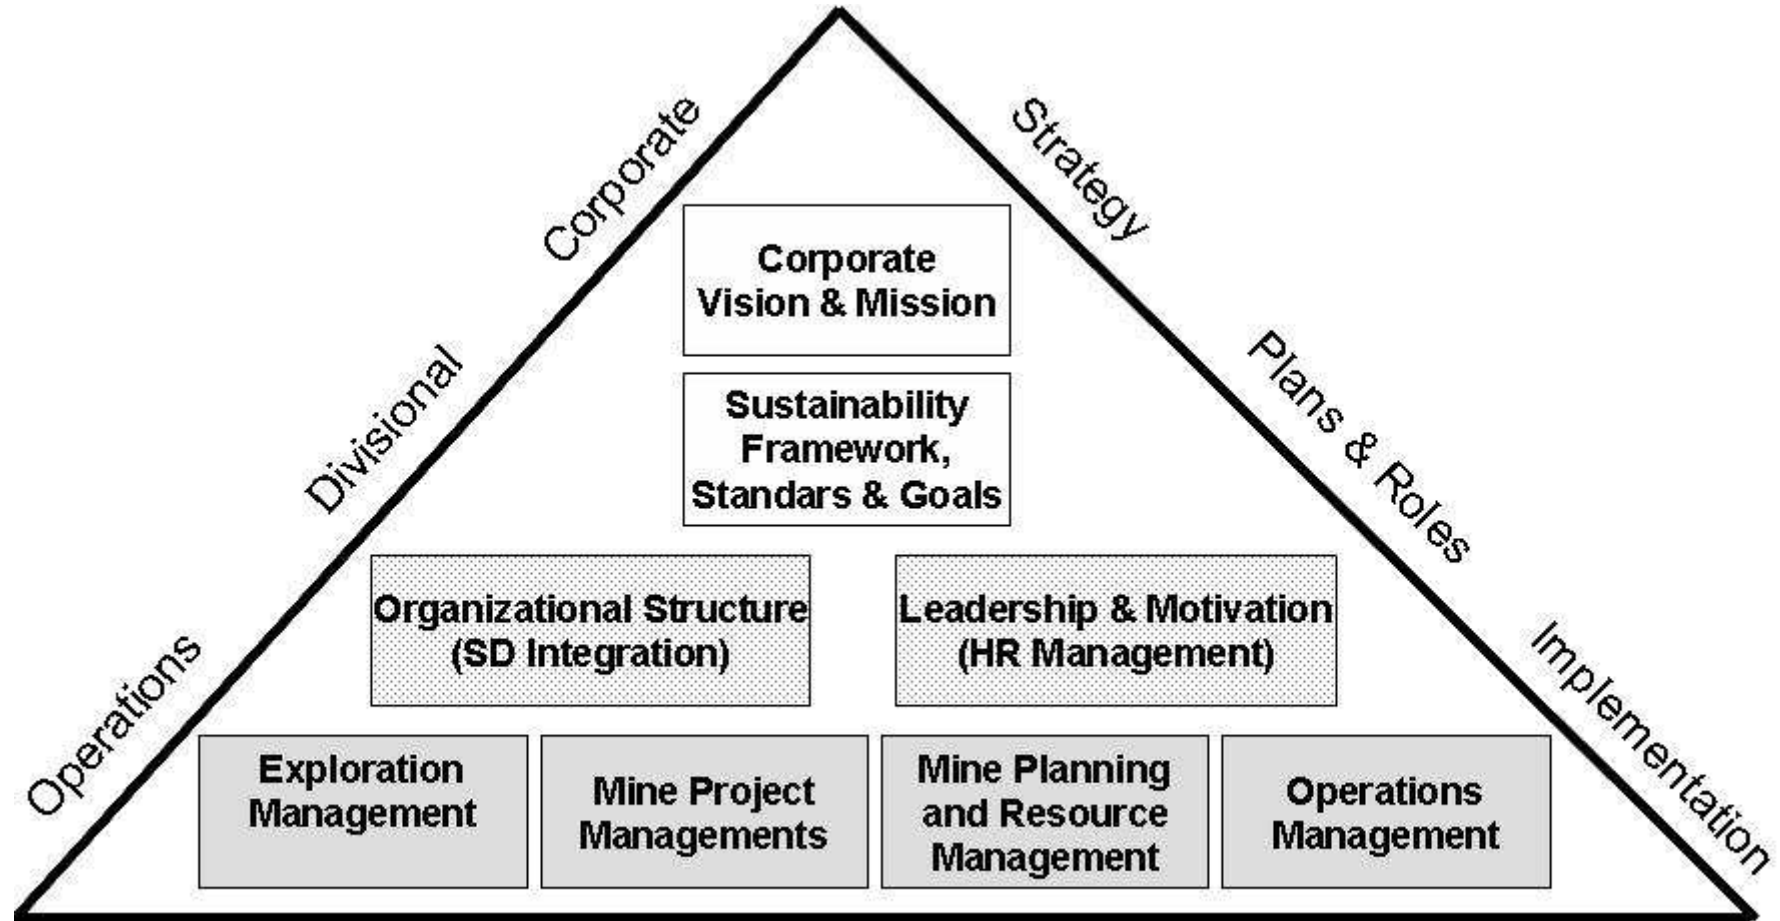 Corporate
Strategy
Corporate
Vision & Mission
Divisional
Plans & Roles
Sustainability
Framework,
Standars & Goals
Organizational Structure
(SD Integration)
Leadership & Motivation
(HR Management)
Operations
Implementation
Exploration
Management
Mine Project
Managements
Mine Planning
and Resource
Management
Operations
Management